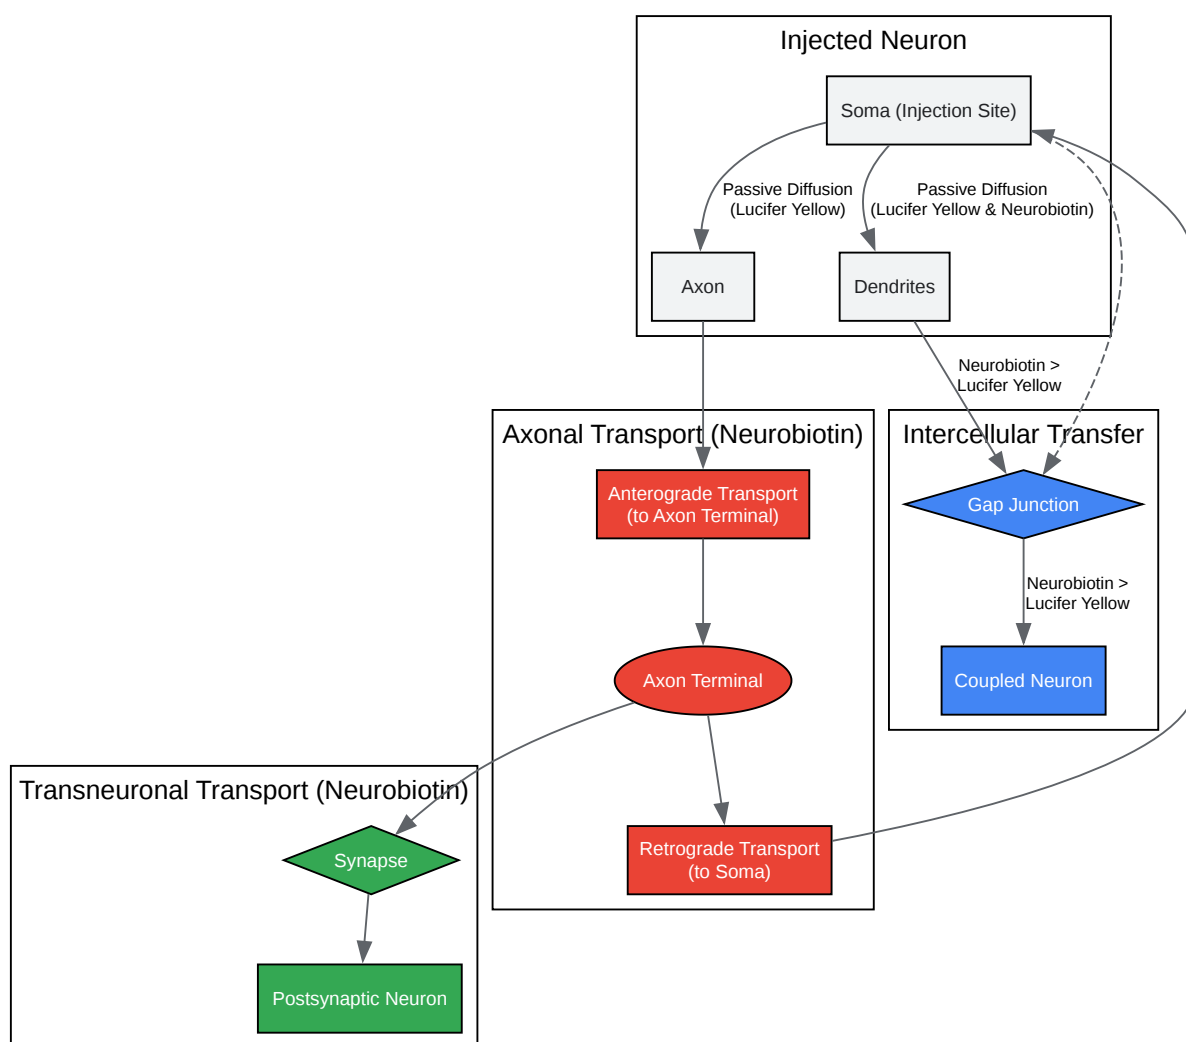 Injected Neuron
Soma (Injection Site)
Passive Diffusion
(Lucifer Yellow)
Passive Diffusion
(Lucifer Yellow & Neurobiotin)
Axon
Dendrites
Neurobiotin >
Lucifer Yellow
Axonal Transport (Neurobiotin)
Intercellular Transfer
Anterograde Transport
(to Axon Terminal)
Gap Junction
Neurobiotin >
Lucifer Yellow
Axon Terminal
Coupled Neuron
Transneuronal Transport (Neurobiotin)
Synapse
Retrograde Transport
(to Soma)
Postsynaptic Neuron